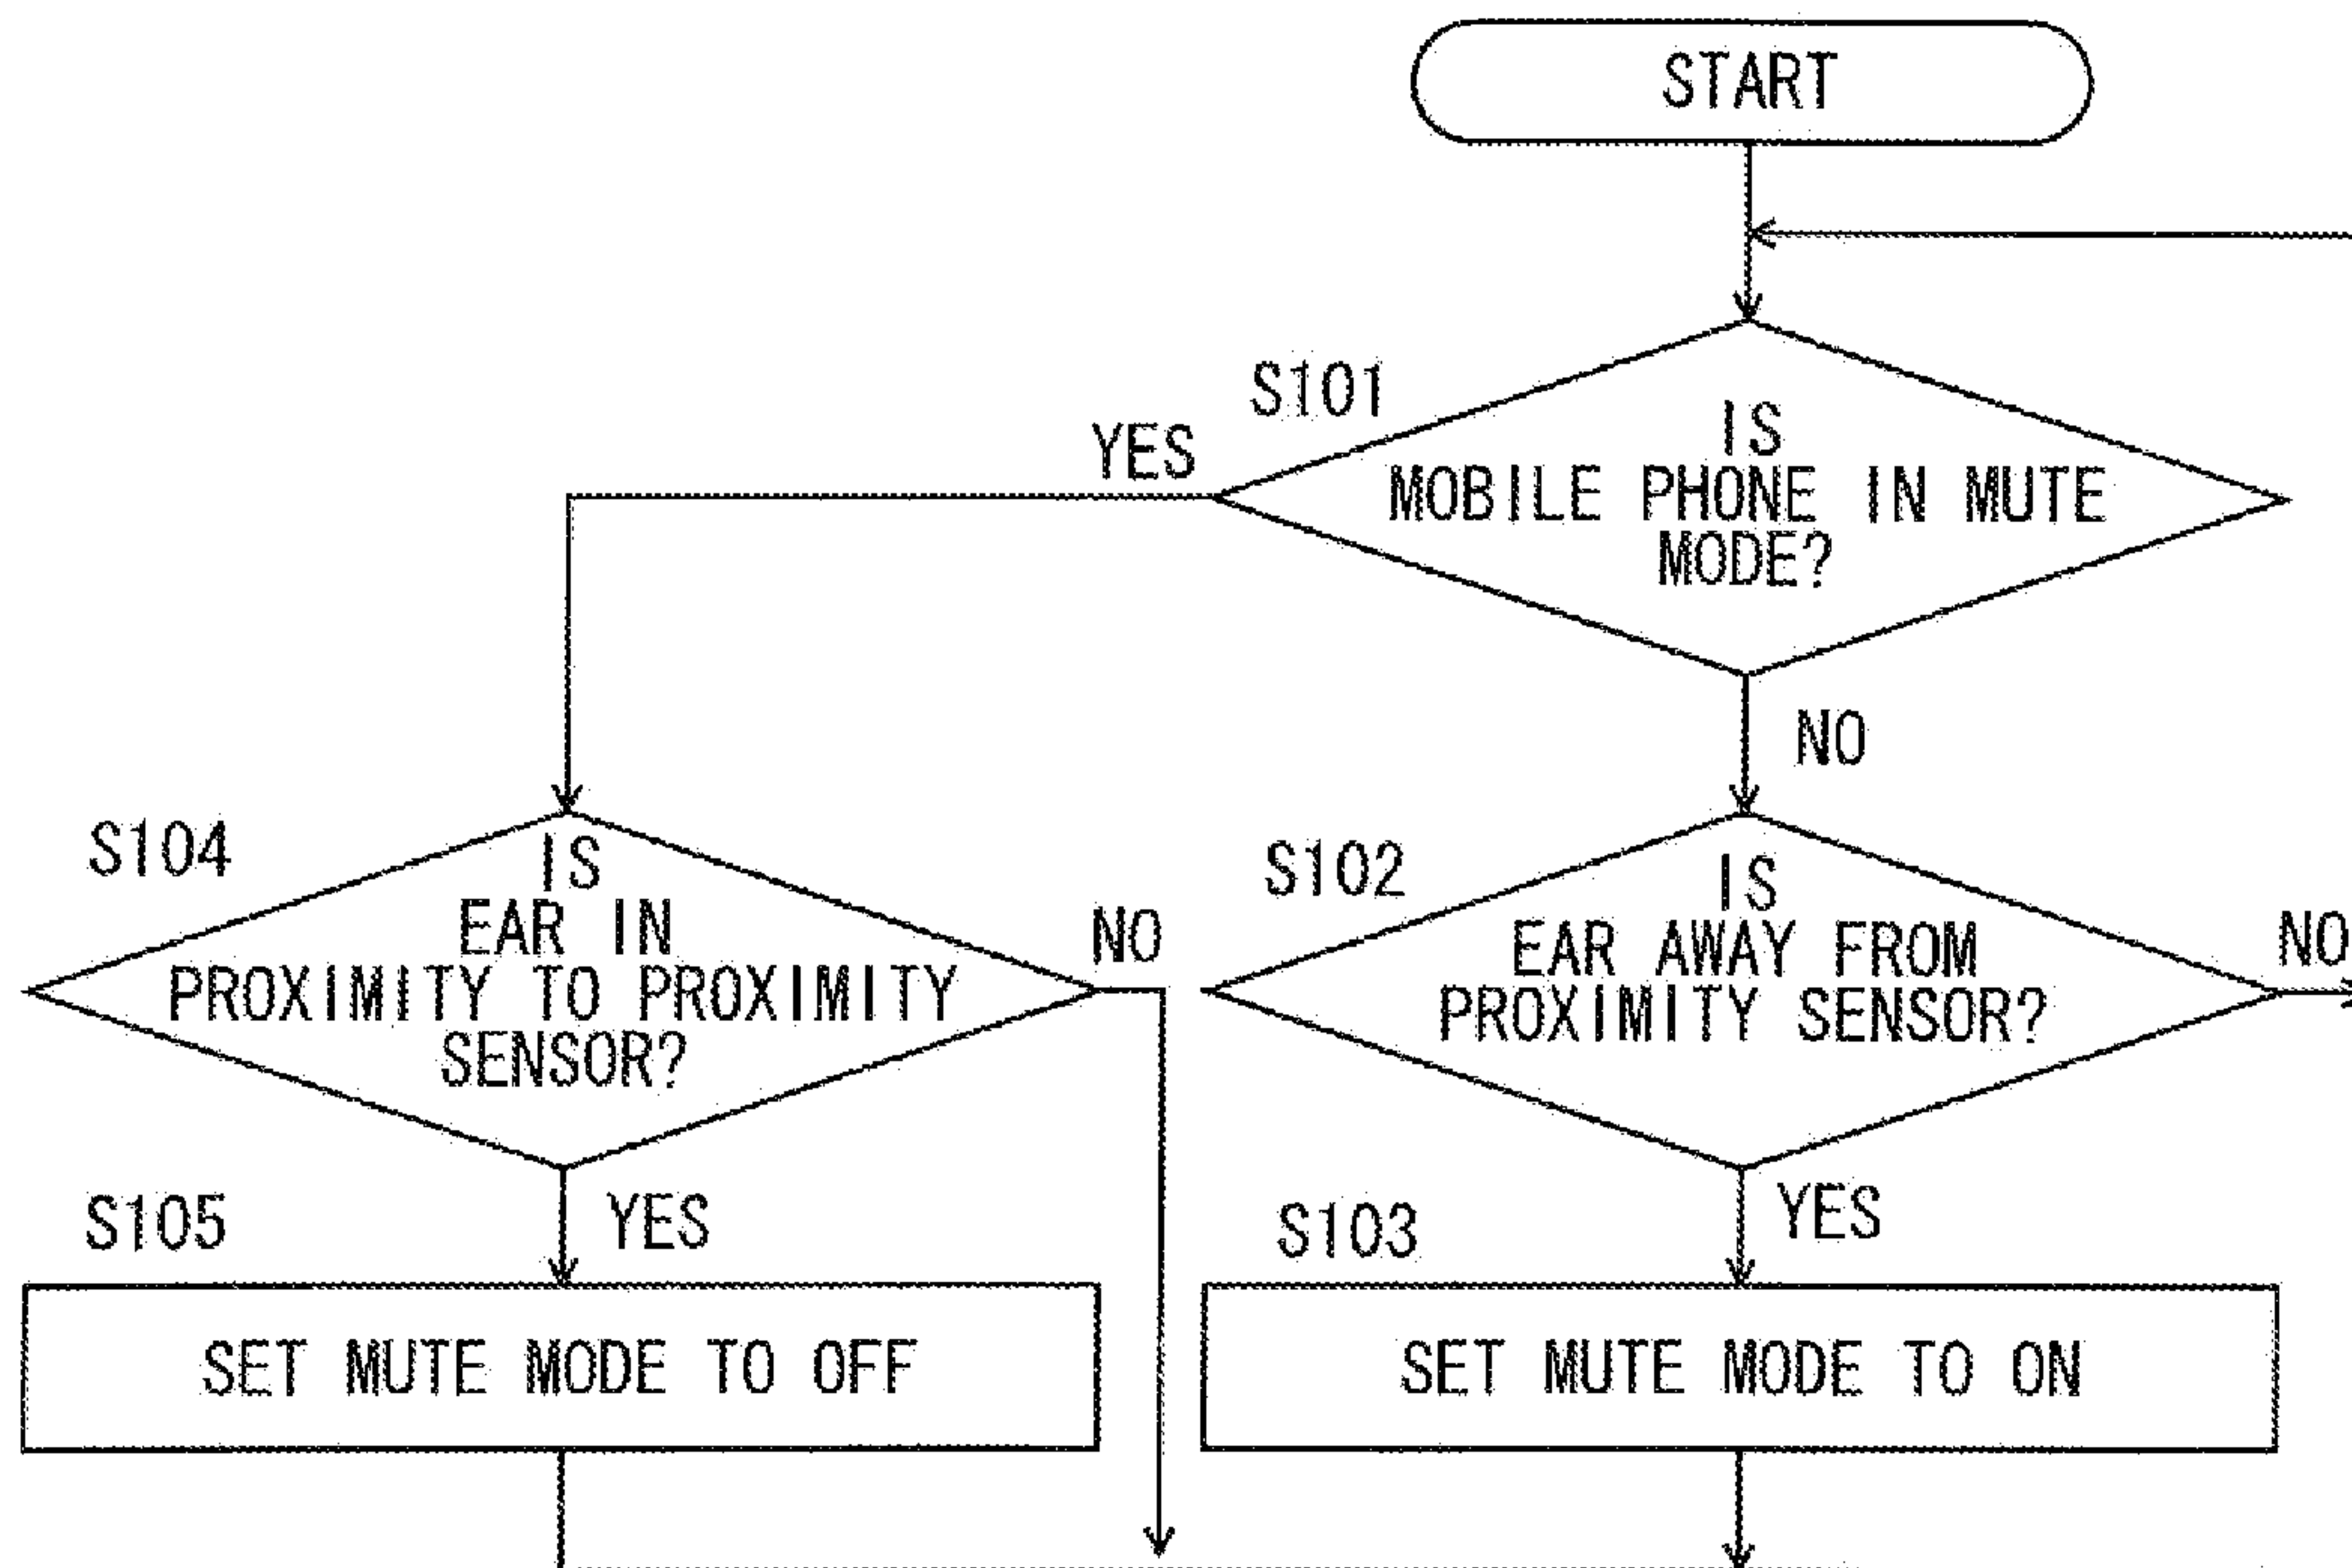 START
S101
YES
IS
MOBILE PHONE IN MUTE
MODE?
NO
S104
IS
EAR IN
PROXIMITY TO PROXIMITY
SENSOR?
NO
S102
IS
EAR AWAY FROM
PROXIMITY SENSOR?
NO
S105
YES
S103
YES
SET MUTE MODE TO OFF
SET MUTE MODE TO ON